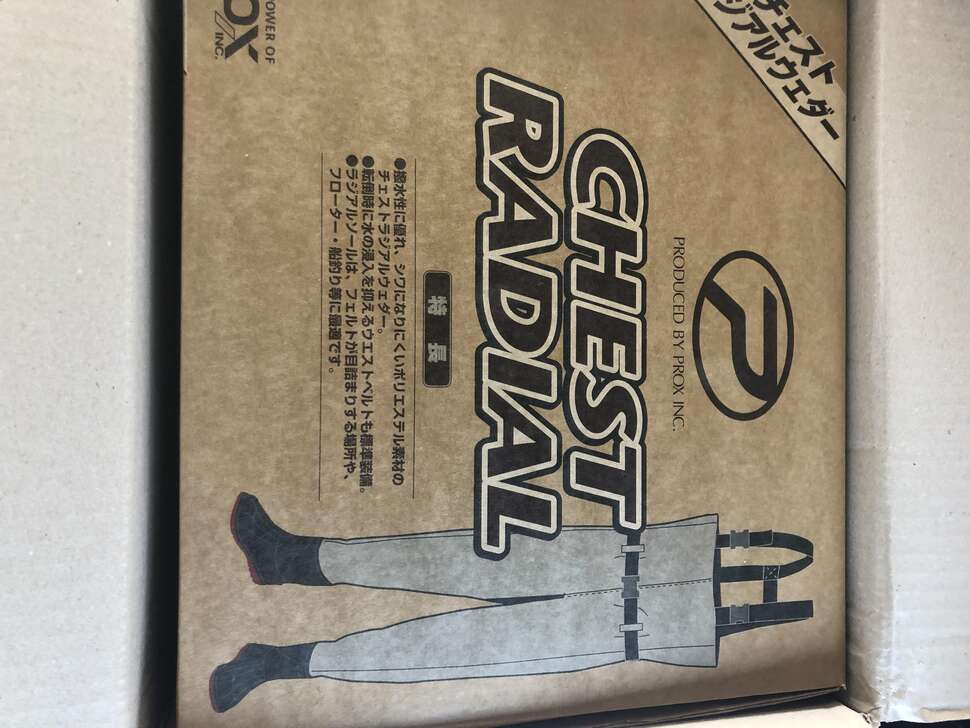 チェスト
ラジアルウェダー
PRODUCED BY PROX INC.
CHEST
RADIAL
特長
●撥水性に優れ、シワになりにくいポリエステル素材の
チェストラジアルウェダー。
●転倒時に水の浸入を抑えるウエストベルトも標準装備。
●ラジアルソールは、フェルトが目詰まりする場所や、
フローター・船釣り等に最適です。
POWER OF
OX
INC.